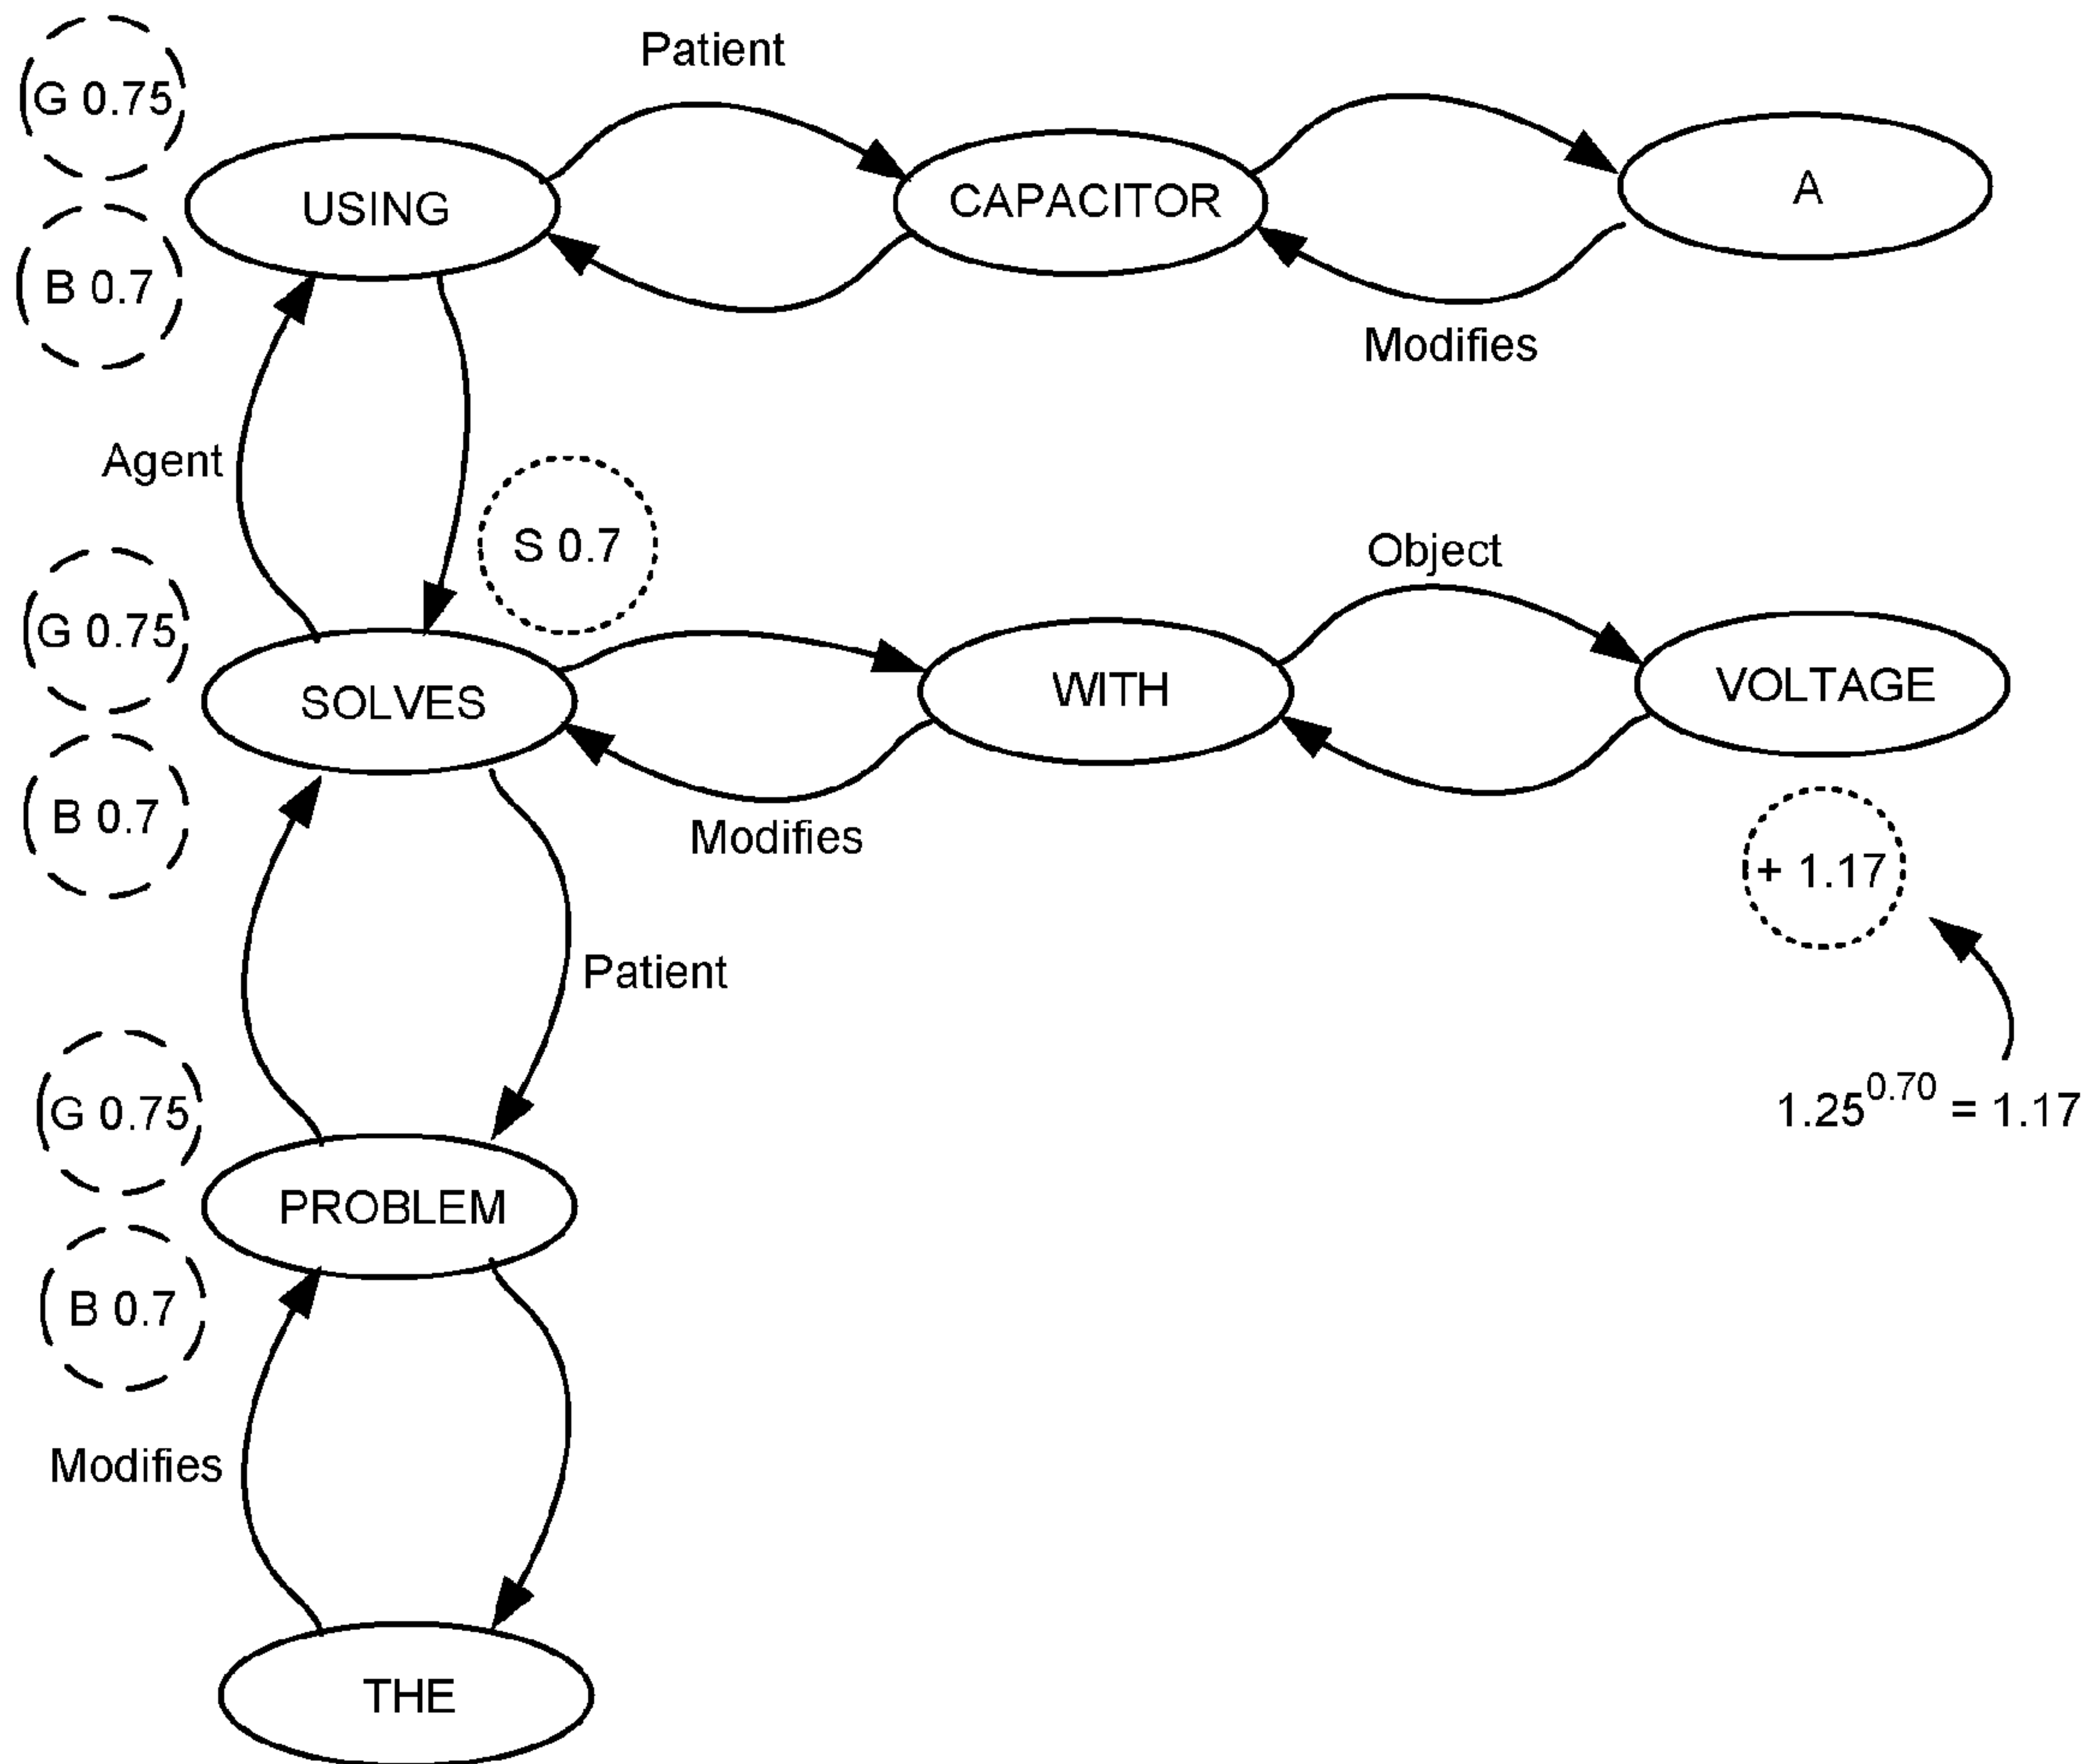 Patient
G 0.75
USING
CAPACITOR
A
B 0.7
Modifies
Agent
S 0.7
Object
G 0.75
SOLVES
WITH
VOLTAGE
B 0.7
Modifies
+ 1.17
Patient
G 0.75
1.25^0.70 = 1.17
PROBLEM
B 0.7
Modifies
THE